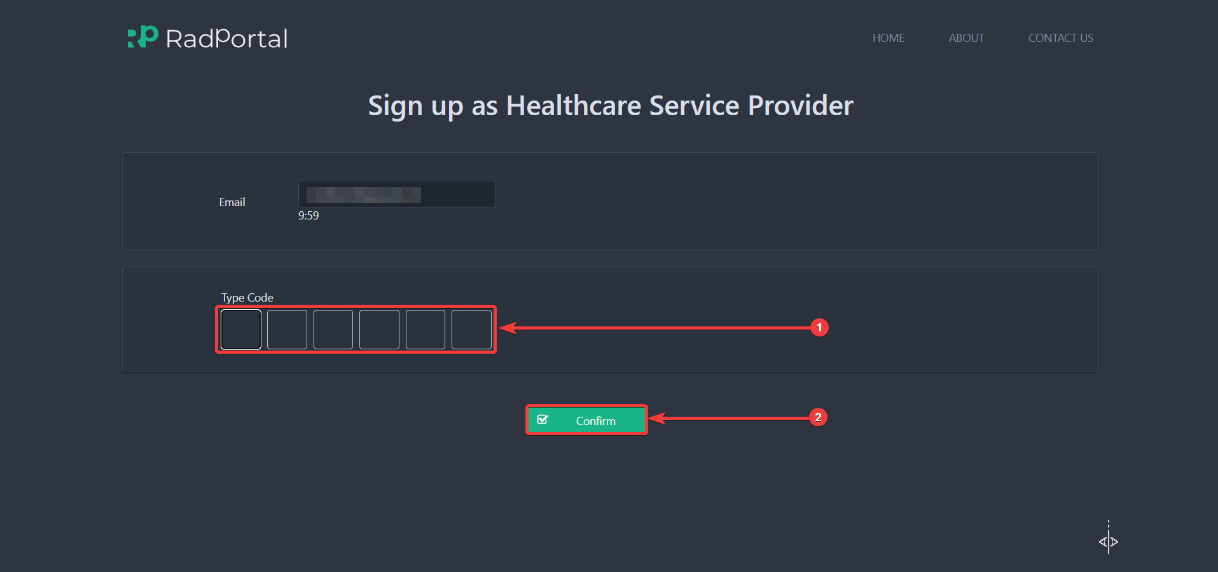 RadPortal
HOME ABOUT CONTACT US
Sign up as Healthcare Service Provider
Email
9:59
Type Code
1
Confirm
2